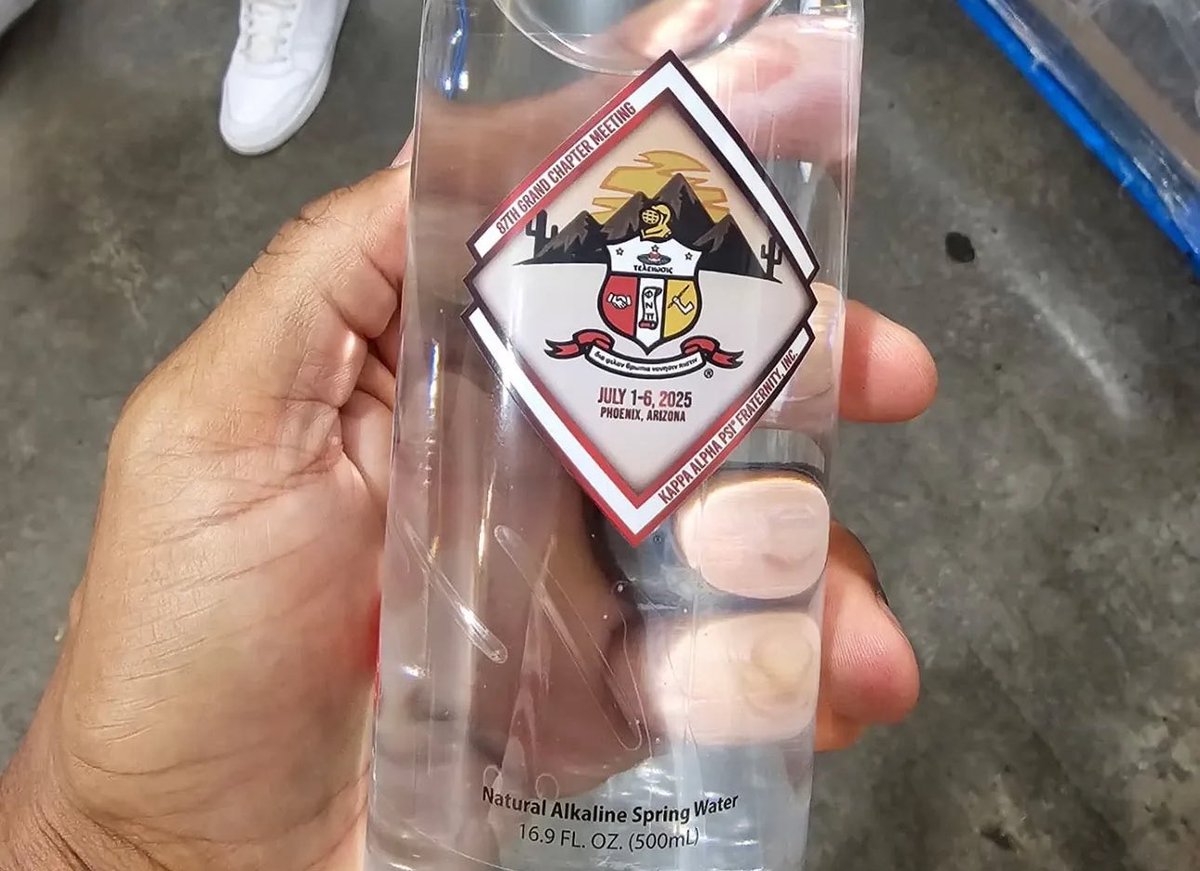 87TH GRAND CHAPTER MEETING
ΤΕΛΕΙΩΣΙΣ
Φ
Ν
Π
JULY 1-6, 2025
PHOENIX, ARIZONA
KAPPA ALPHA PSI® FRATERNITY, INC.
Natural Alkaline Spring Water
16.9 FL. OZ. (500mL)